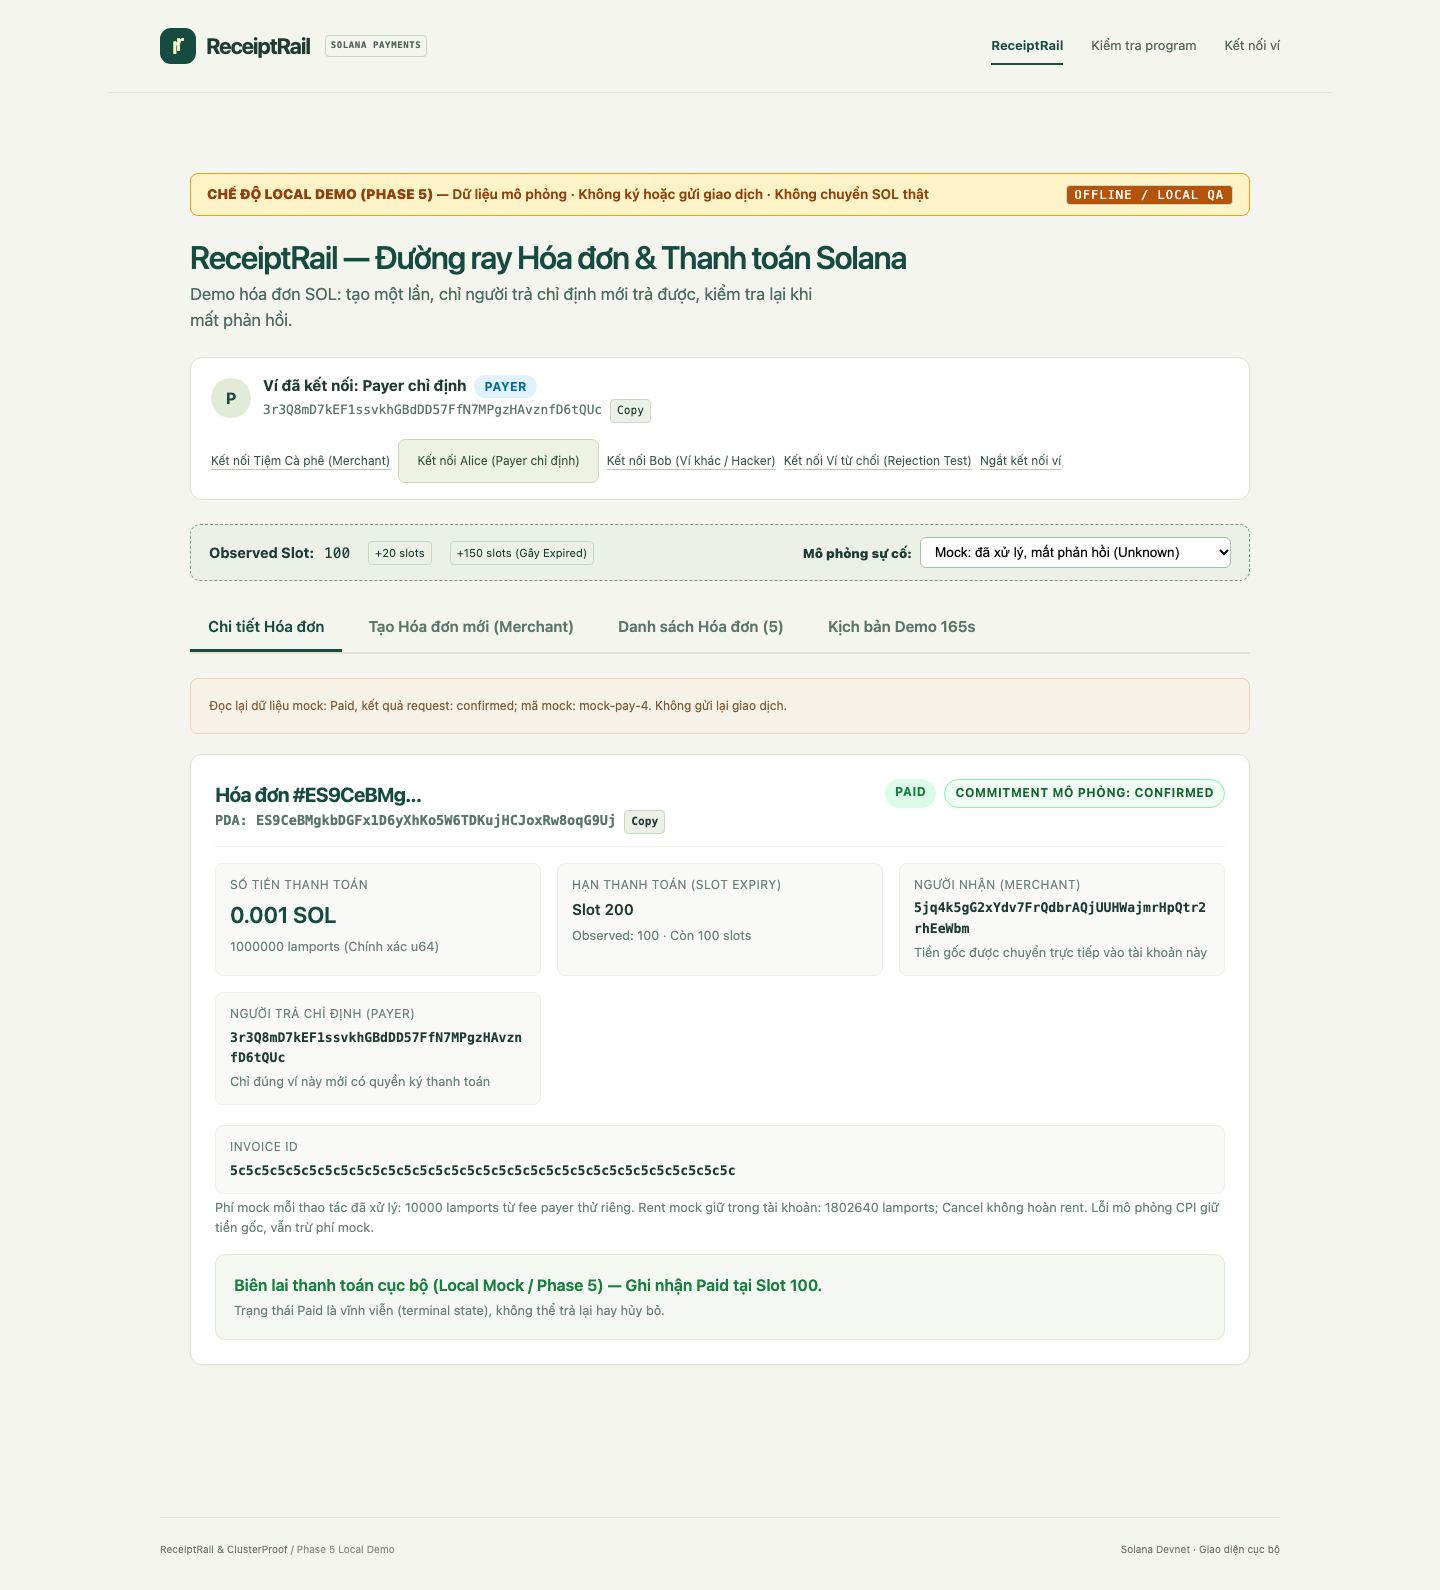 ReceiptRail SOLANA PAYMENTS
ReceiptRail Kiểm tra program Kết nối ví
CHẾ ĐỘ LOCAL DEMO (PHASE 5) — Dữ liệu mô phỏng · Không ký hoặc gửi giao dịch · Không chuyển SOL thật OFFLINE / LOCAL QA
ReceiptRail — Đường ray Hóa đơn & Thanh toán Solana
Demo hóa đơn SOL: tạo một lần, chỉ người trả chỉ định mới trả được, kiểm tra lại khi
mất phản hồi.
P
Ví đã kết nối: Payer chỉ định PAYER
3r3Q8mD7kEF1ssvkhGBdDD57FfN7MPgzHAvznfD6tQUc Copy
Kết nối Tiệm Cà phê (Merchant) Kết nối Alice (Payer chỉ định) Kết nối Bob (Ví khác / Hacker) Kết nối Ví từ chối (Rejection Test) Ngắt kết nối ví
Observed Slot: 100 +20 slots +150 slots (Gây Expired) Mô phỏng sự cố: Mock: đã xử lý, mất phản hồi (Unknown)
Chi tiết Hóa đơn Tạo Hóa đơn mới (Merchant) Danh sách Hóa đơn (5) Kịch bản Demo 165s
Đọc lại dữ liệu mock: Paid, kết quả request: confirmed; mã mock: mock-pay-4. Không gửi lại giao dịch.
Hóa đơn #ES9CeBMg... PAID COMMITMENT MÔ PHỎNG: CONFIRMED
PDA: ES9CeBMgkbDGFx1D6yXhKo5W6TDKujHCJoxRw8oqG9Uj Copy
SỐ TIỀN THANH TOÁN
0.001 SOL
1000000 lamports (Chính xác u64)
HẠN THANH TOÁN (SLOT EXPIRY)
Slot 200
Observed: 100 · Còn 100 slots
NGƯỜI NHẬN (MERCHANT)
5jq4k5gG2xYdv7FrQdbrAQjUUHWajmrHpQtr2
rhEeWbm
Tiền gốc được chuyển trực tiếp vào tài khoản này
NGƯỜI TRẢ CHỈ ĐỊNH (PAYER)
3r3Q8mD7kEF1ssvkhGBdDD57FfN7MPgzHAvzn
fD6tQUc
Chỉ đúng ví này mới có quyền ký thanh toán
INVOICE ID
5c5c5c5c5c5c5c5c5c5c5c5c5c5c5c5c5c5c5c5c5c5c5c5c5c5c5c5c5c5c5c5c
Phí mock mỗi thao tác đã xử lý: 10000 lamports từ fee payer thử riêng. Rent mock giữ trong tài khoản: 1802640 lamports; Cancel không hoàn rent. Lỗi mô phỏng CPI giữ
tiền gốc, vẫn trừ phí mock.
Biên lai thanh toán cục bộ (Local Mock / Phase 5) — Ghi nhận Paid tại Slot 100.
Trạng thái Paid là vĩnh viễn (terminal state), không thể trả lại hay hủy bỏ.
ReceiptRail & ClusterProof / Phase 5 Local Demo Solana Devnet · Giao diện cục bộ